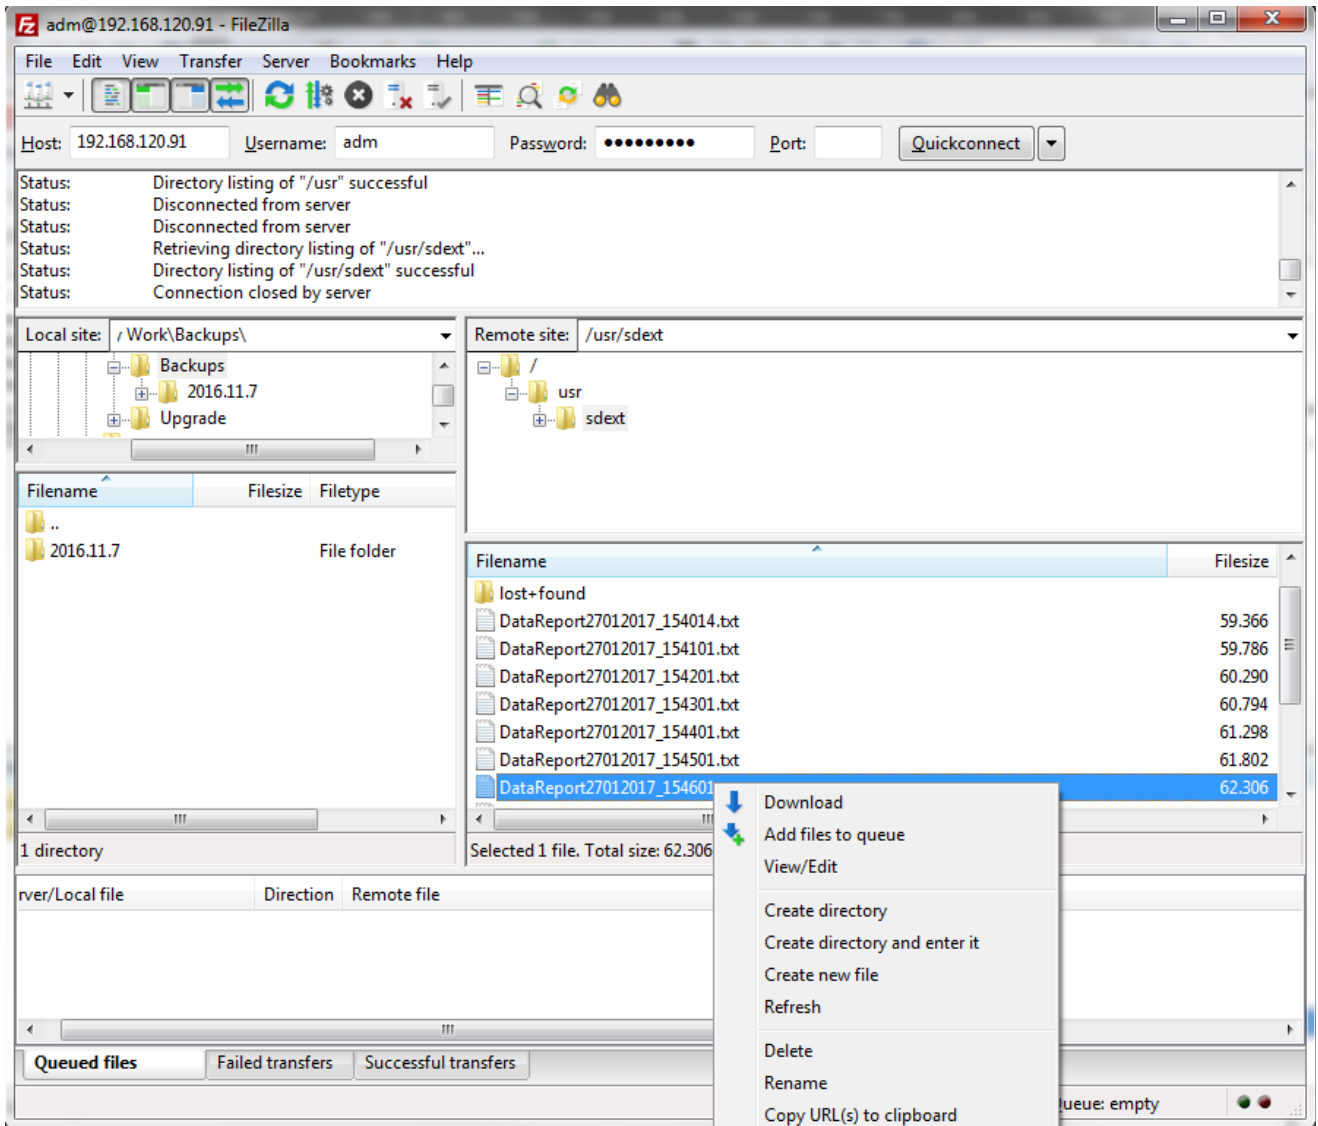 adm@192.168.120.91 - FileZilla
File Edit View Transfer Server Bookmarks Help
Host: 192.168.120.91 Username: adm Password: ●●●●●●●●● Port: Quickconnect
Status: Directory listing of "/usr" successful
Status: Disconnected from server
Status: Disconnected from server
Status: Retrieving directory listing of "/usr/sdext"...
Status: Directory listing of "/usr/sdext" successful
Status: Connection closed by server
Local site: Work\Backups\
Backups
2016.11.7
Upgrade
Filename Filesize Filetype
..
2016.11.7 File folder
1 directory
Remote site: /usr/sdext
/
usr
sdext
Filename Filesize
lost+found
DataReport27012017_154014.txt 59.366
DataReport27012017_154101.txt 59.786
DataReport27012017_154201.txt 60.290
DataReport27012017_154301.txt 60.794
DataReport27012017_154401.txt 61.298
DataReport27012017_154501.txt 61.802
DataReport27012017_154601 62.306
Selected 1 file. Total size: 62.306
Download
Add files to queue
View/Edit
Create directory
Create directory and enter it
Create new file
Refresh
Delete
Rename
Copy URL(s) to clipboard
rver/Local file Direction Remote file
Queued files Failed transfers Successful transfers
ueue: empty